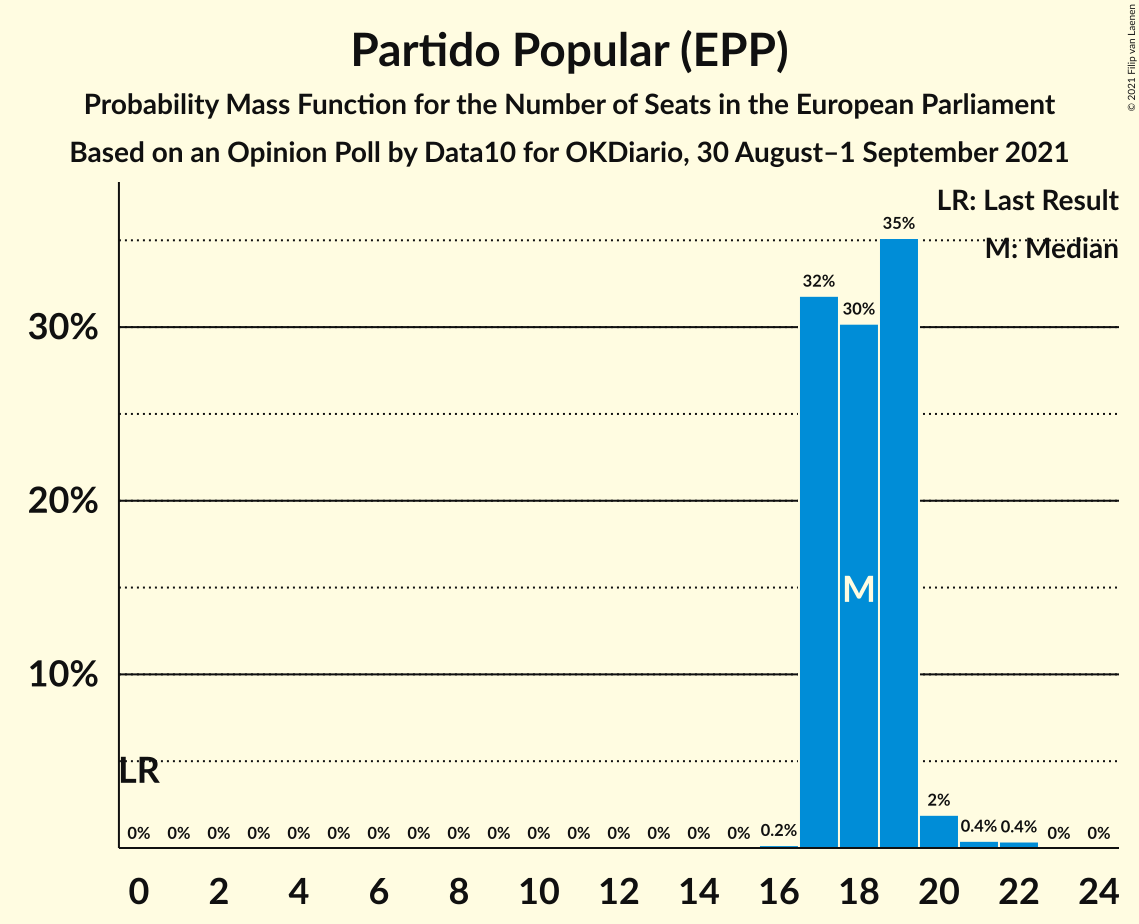 Partido Popular (EPP)
Probability Mass Function for the Number of Seats in the European Parliament
Based on an Opinion Poll by Data10 for OKDiario, 30 August–1 September 2021
© 2021 Filip van Laenen
LR: Last Result
M: Median
35%
32%
30%
30%
20%
M
10%
LR
2%
0% 0% 0% 0% 0% 0% 0% 0% 0% 0% 0% 0% 0% 0% 0% 0% 0.2% 0.4% 0.4% 0% 0%
0 2 4 6 8 10 12 14 16 18 20 22 24